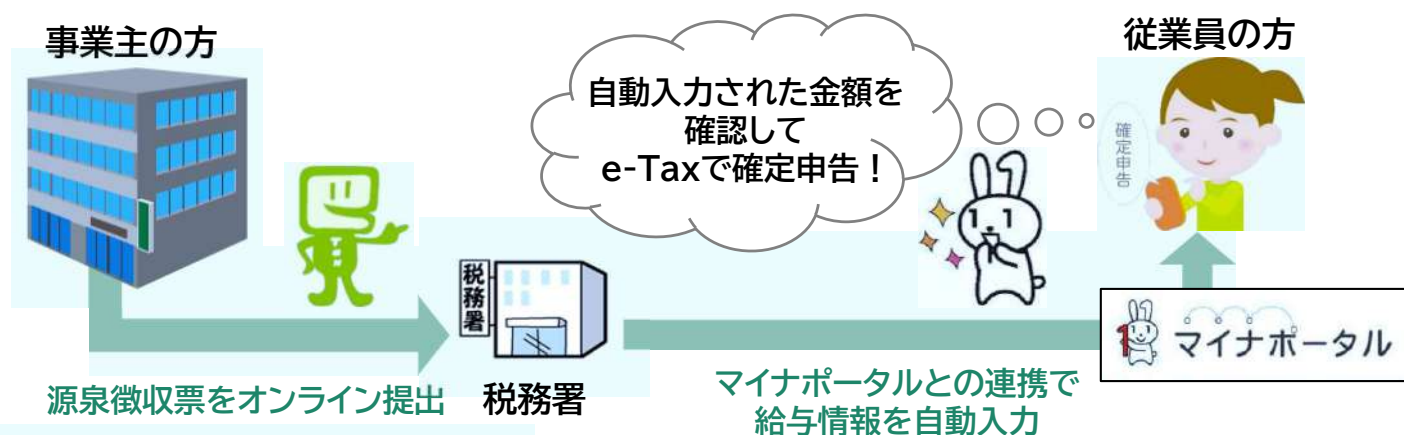 事業主の方
従業員の方
自動入力された金額を
確認して
e-Taxで確定申告！
確定申告
税務署
マイナポータル
源泉徴収票をオンライン提出
税務署
マイナポータルとの連携で
給与情報を自動入力